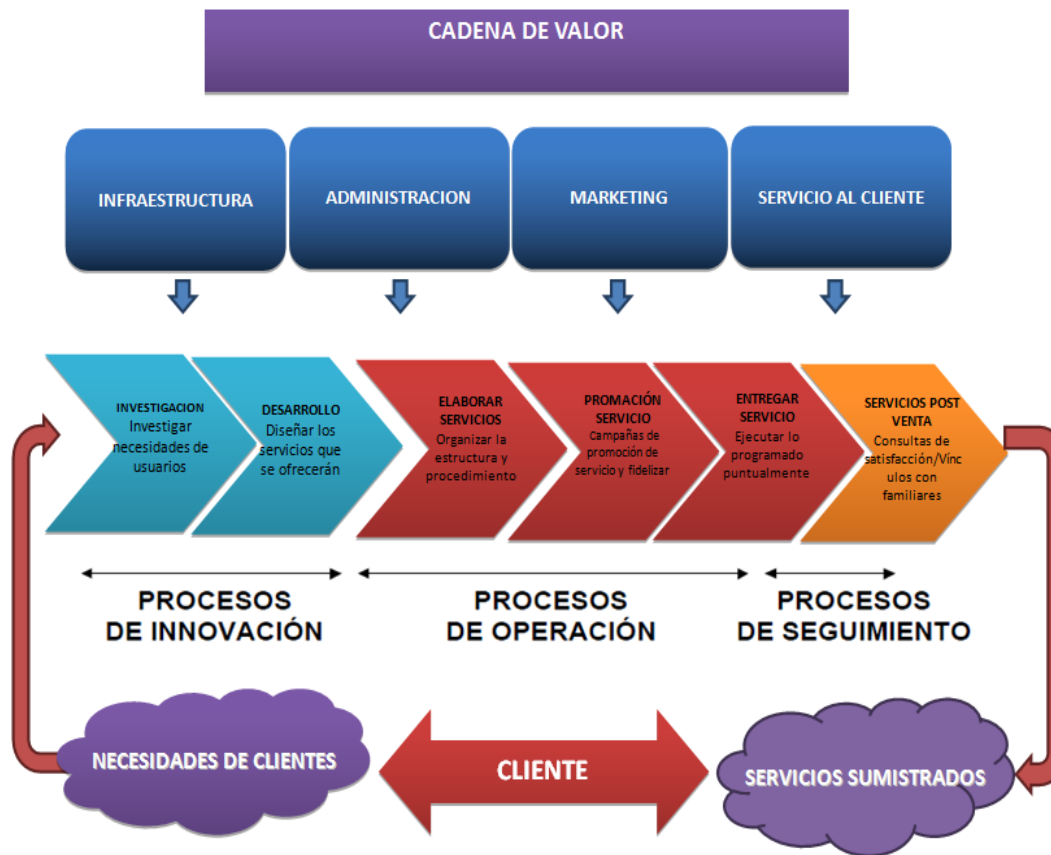 CADENA DE VALOR
INFRAESTRUCTURA
ADMINISTRACION
MARKETING
SERVICIO AL CLIENTE
INVESTIGACION
Investigar
necesidades de
usuarios
DESARROLLO
Diseñar los
servicios que
se ofrecerán
ELABORAR
SERVICIOS
Organizar la
estructura y
procedimiento
PROMACIÓN
SERVICIO
Campañas de
promoción de
servicio y fidelizar
ENTREGAR
SERVICIO
Ejecutar lo
programado
puntualmente
SERVICIOS POST
VENTA
Consultas de
satisfacción/Vínc
ulos con
familiares
PROCESOS
DE INNOVACIÓN
PROCESOS
DE OPERACIÓN
PROCESOS
DE SEGUIMIENTO
NECESIDADES DE CLIENTES
CLIENTE
SERVICIOS SUMISTRADOS